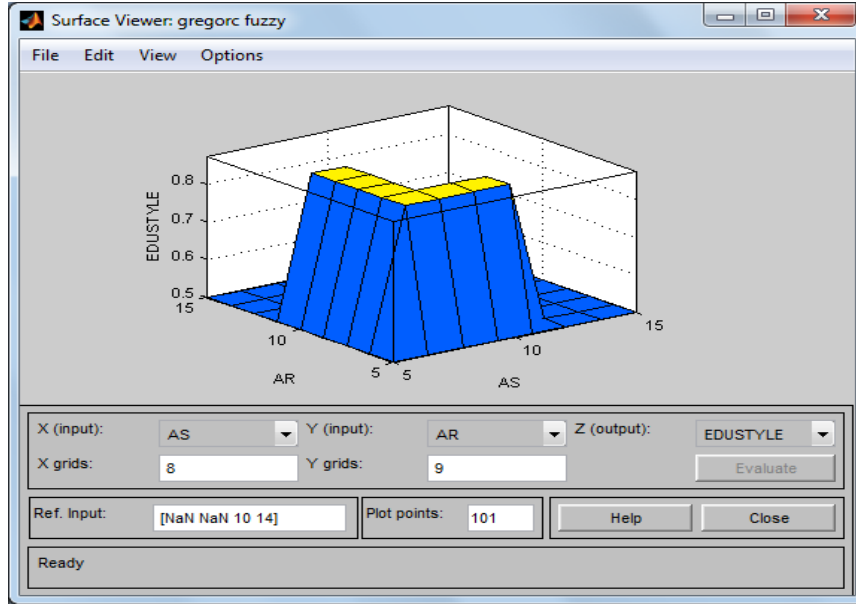 Surface Viewer: gregorc fuzzy
File Edit View Options
0.8
0.7
0.6
0.5
EDUSTYLE
15
10
5
AR
5
10
15
AS
X (input): AS Y (input): AR Z (output): EDUSTYLE
X grids: 8 Y grids: 9 Evaluate
Ref. Input: [NaN NaN 10 14] Plot points: 101 Help Close
Ready